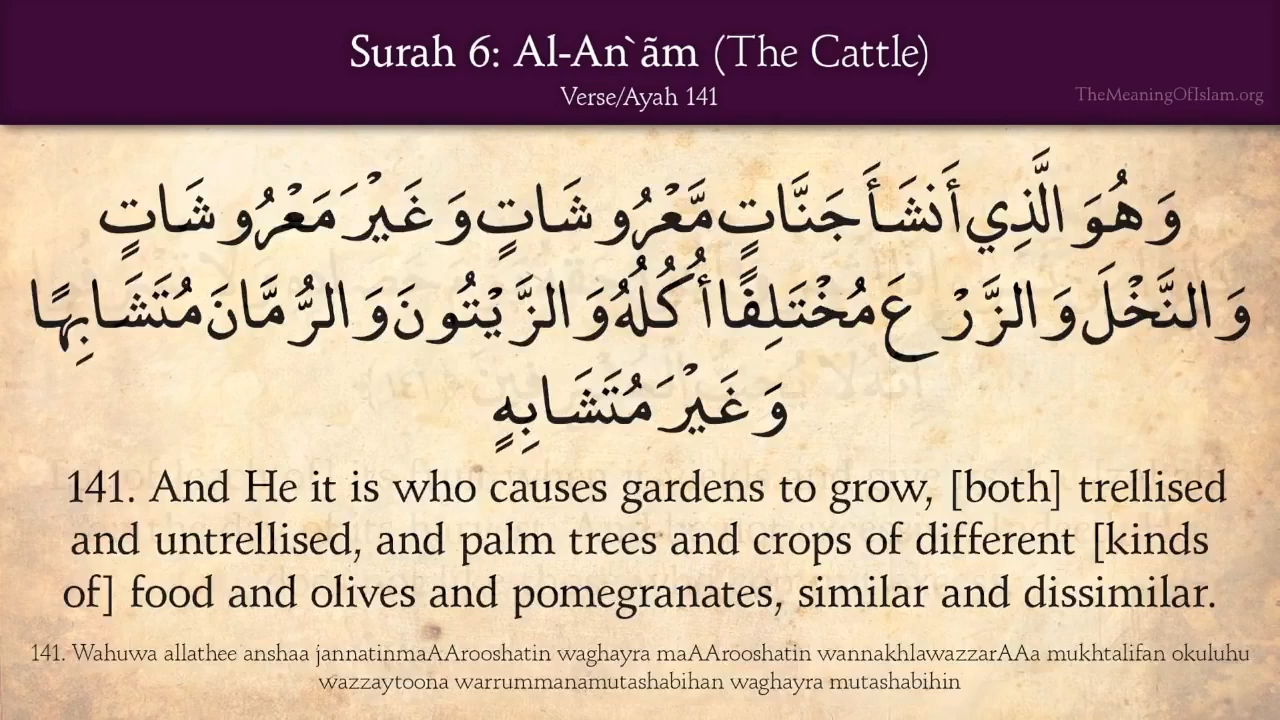 Surah 6: Al-An`ãm (The Cattle)
Verse/Ayah 141
TheMeaningOfIslam.org
وَهُوَ الَّذِي أَنشَأَ جَنَّاتٍ مَّعْرُوشَاتٍ وَغَيْرَ مَعْرُوشَاتٍ
وَالنَّخْلَ وَالزَّرْعَ مُخْتَلِفًا أُكُلُهُ وَالزَّيْتُونَ وَالرُّمَّانَ مُتَشَابِهًا
وَغَيْرَ مُتَشَابِهٍ
141. And He it is who causes gardens to grow, [both] trellised
and untrellised, and palm trees and crops of different [kinds
of] food and olives and pomegranates, similar and dissimilar.
141. Wahuwa allathee anshaa jannatinmaAArooshatin waghayra maAArooshatin wannakhlawazzarAAa mukhtalifan okuluhu
wazzaytoona warrummanamutashabihan waghayra mutashabihin